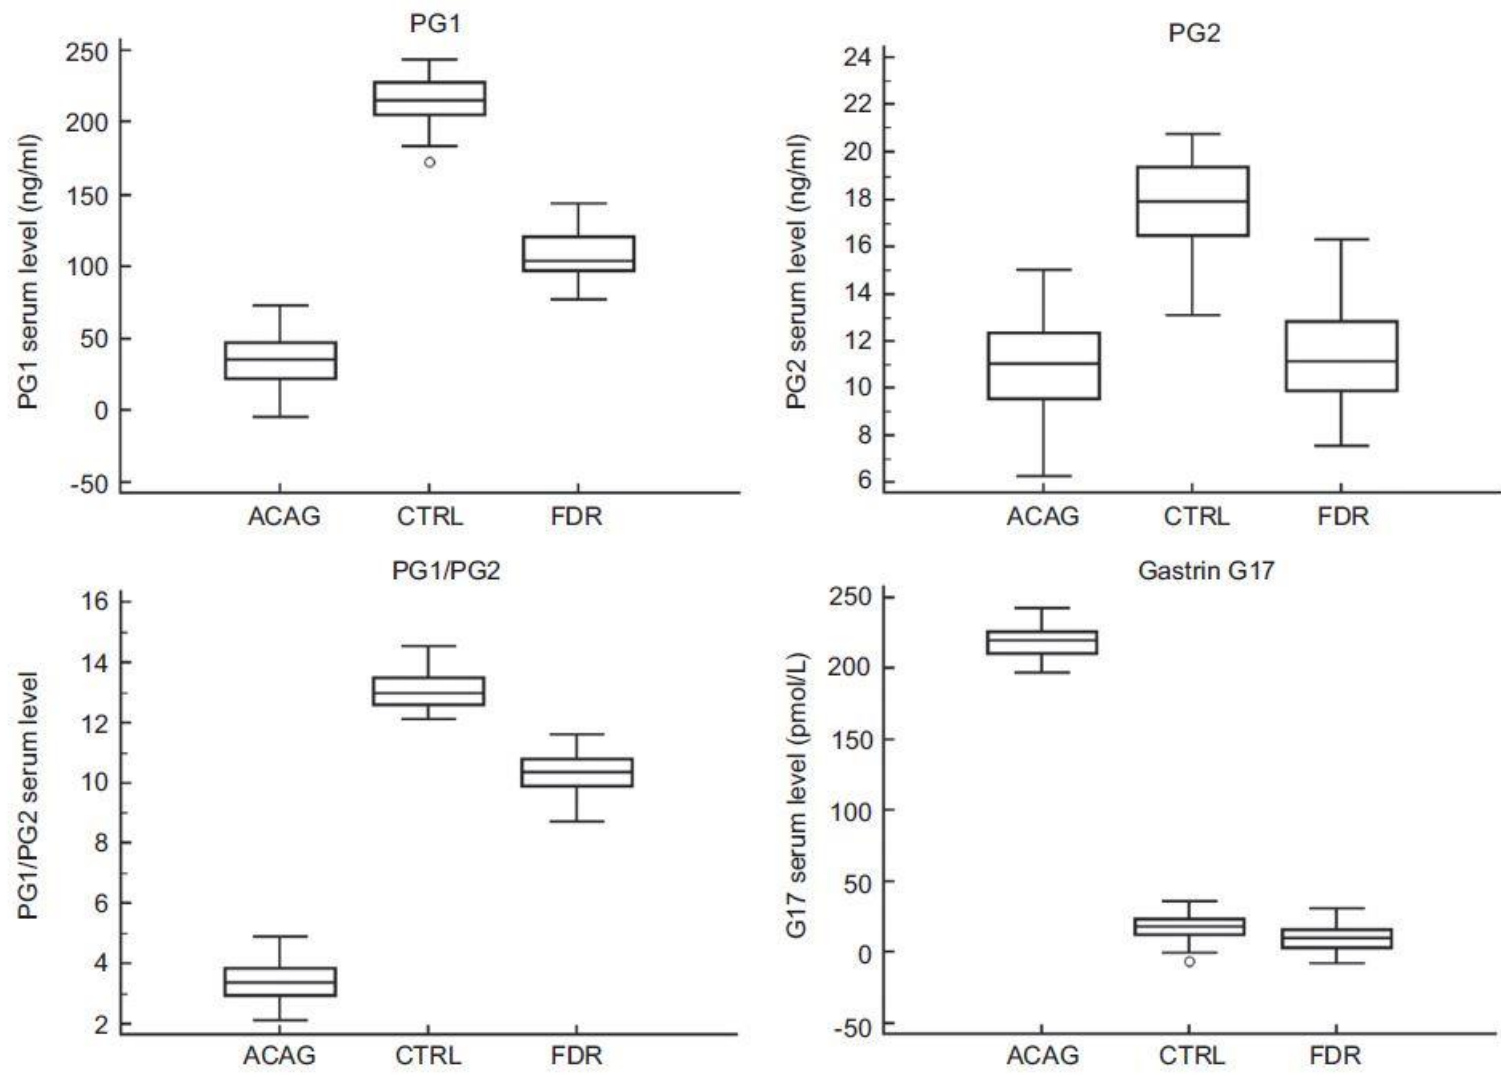 PG1
PG1 serum level (ng/ml)
250
200
150
100
50
0
-50
ACAG CTRL FDR
PG2
PG2 serum level (ng/ml)
24
22
20
18
16
14
12
10
8
6
ACAG CTRL FDR
PG1/PG2
PG1/PG2 serum level
16
14
12
10
8
6
4
2
ACAG CTRL FDR
Gastrin G17
G17 serum level (pmol/L)
250
200
150
100
50
0
-50
ACAG CTRL FDR